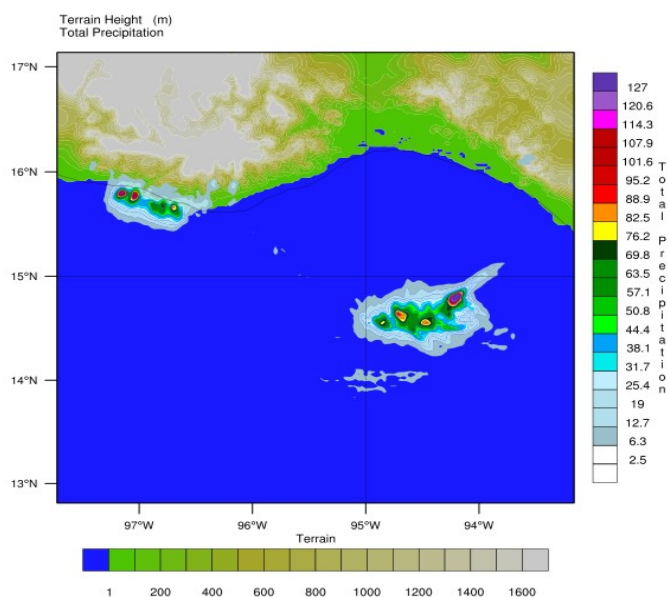 Terrain Height (m)
Total Precipitation
17°N
16°N
15°N
14°N
13°N
97°W 96°W 95°W 94°W
127
120.6
114.3
107.9
101.6
95.2
88.9
82.5
76.2
69.8
63.5
57.1
50.8
44.4
38.1
31.7
25.4
19
12.7
6.3
2.5
Total Precipitation
Terrain
1 200 400 600 800 1000 1200 1400 1600